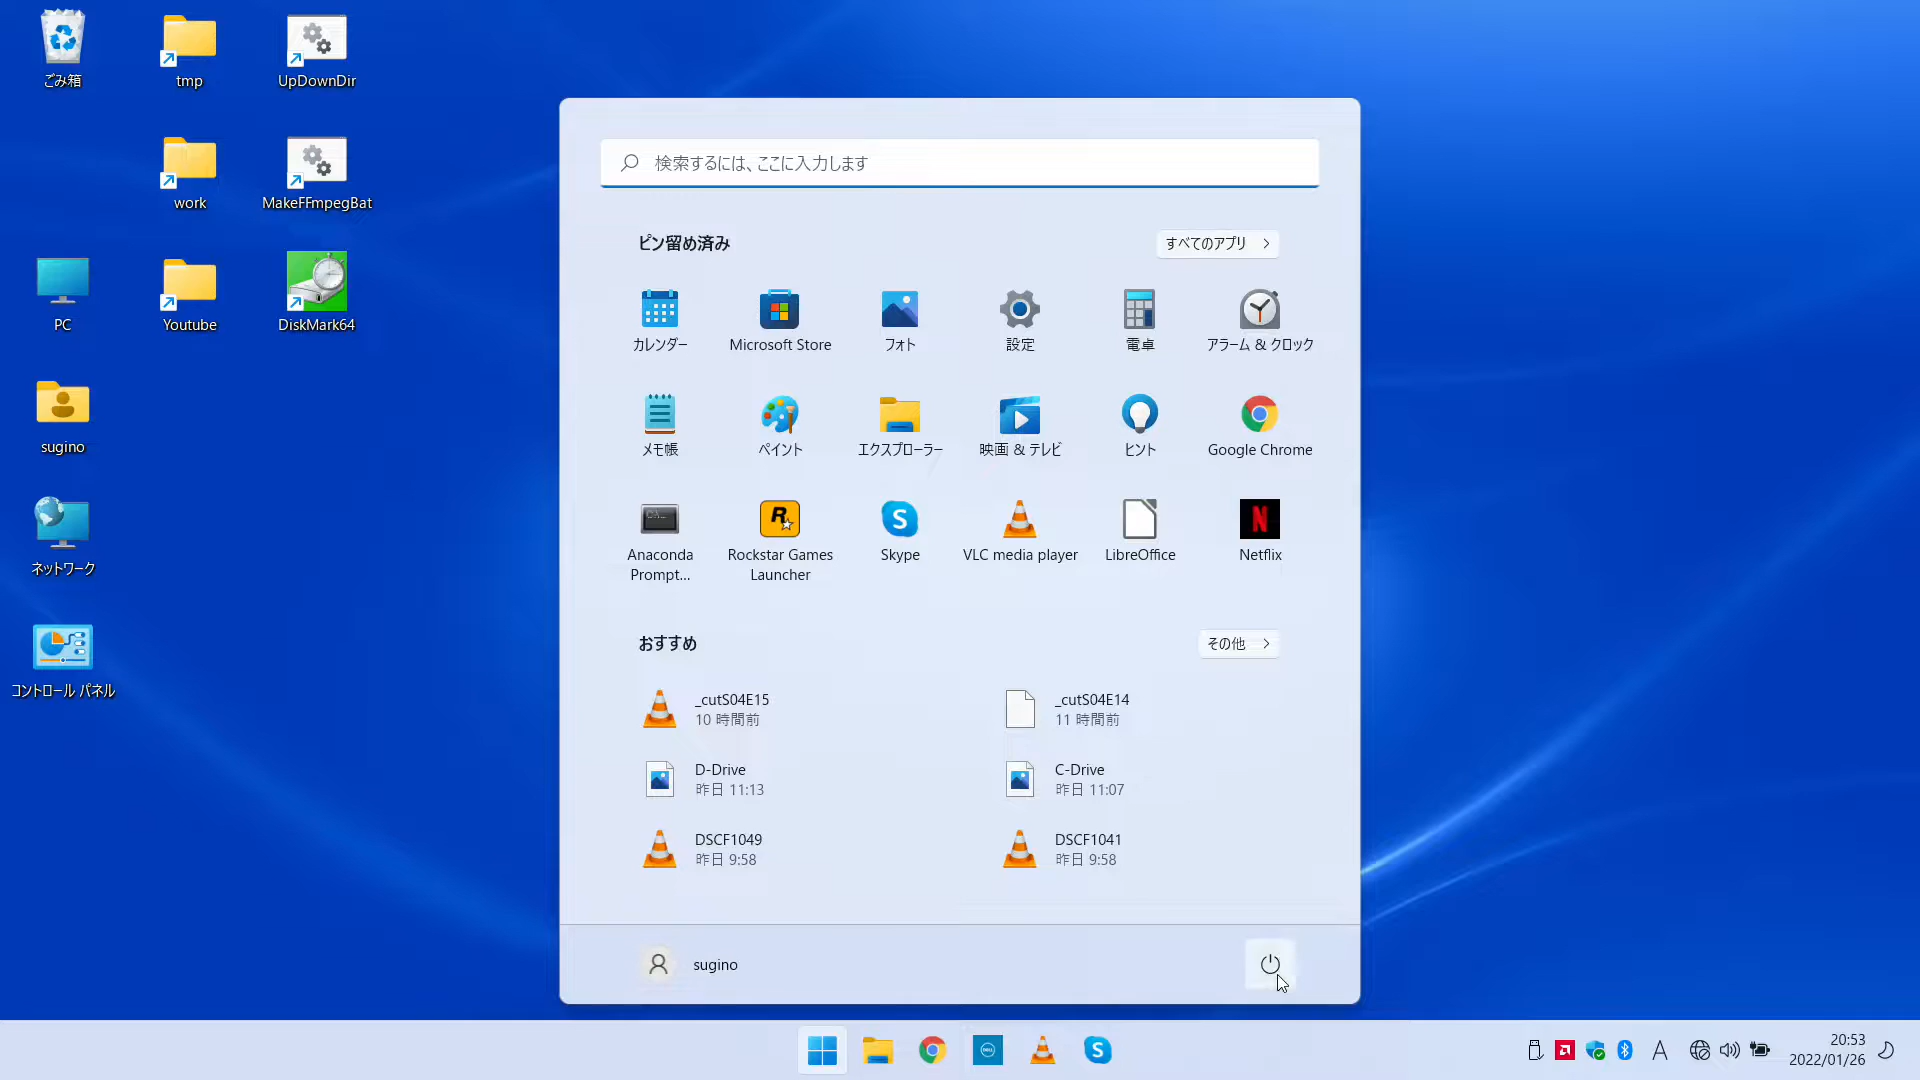 ごみ箱
tmp
UpDownDir
work
MakeFFmpegBat
PC
Youtube
DiskMark64
sugino
ネットワーク
コントロール パネル
検索するには、ここに入力します
ピン留め済み
すべてのアプリ
カレンダー
Microsoft Store
フォト
設定
電卓
アラーム & クロック
メモ帳
ペイント
エクスプローラー
映画 & テレビ
ヒント
Google Chrome
Anaconda
Prompt...
Rockstar Games
Launcher
Skype
VLC media player
LibreOffice
Netflix
おすすめ
その他
_cutS04E15
10 時間前
_cutS04E14
11 時間前
D-Drive
昨日 11:13
C-Drive
昨日 11:07
DSCF1049
昨日 9:58
DSCF1041
昨日 9:58
sugino
A
20:53
2022/01/26